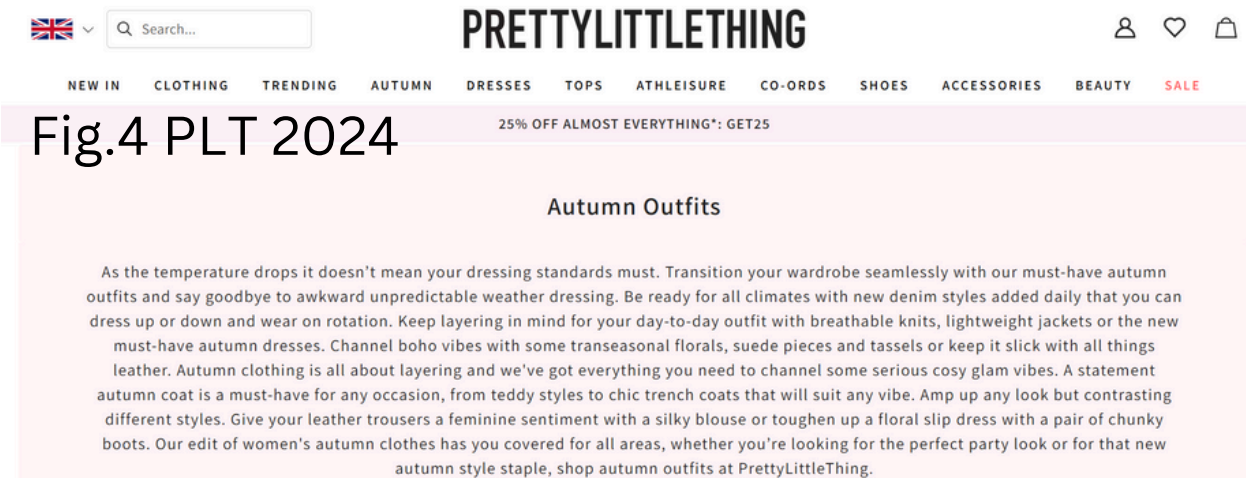 Search...
PRETTYLITTLETHING
NEW IN CLOTHING TRENDING AUTUMN DRESSES TOPS ATHLEISURE CO-ORDS SHOES ACCESSORIES BEAUTY SALE
Fig.4 PLT 2024
25% OFF ALMOST EVERYTHING*: GET25
Autumn Outfits
As the temperature drops it doesn't mean your dressing standards must. Transition your wardrobe seamlessly with our must-have autumn
outfits and say goodbye to awkward unpredictable weather dressing. Be ready for all climates with new denim styles added daily that you can
dress up or down and wear on rotation. Keep layering in mind for your day-to-day outfit with breathable knits, lightweight jackets or the new
must-have autumn dresses. Channel boho vibes with some transeasonal florals, suede pieces and tassels or keep it slick with all things
leather. Autumn clothing is all about layering and we've got everything you need to channel some serious cosy glam vibes. A statement
autumn coat is a must-have for any occasion, from teddy styles to chic trench coats that will suit any vibe. Amp up any look but contrasting
different styles. Give your leather trousers a feminine sentiment with a silky blouse or toughen up a floral slip dress with a pair of chunky
boots. Our edit of women's autumn clothes has you covered for all areas, whether you're looking for the perfect party look or for that new
autumn style staple, shop autumn outfits at PrettyLittleThing.